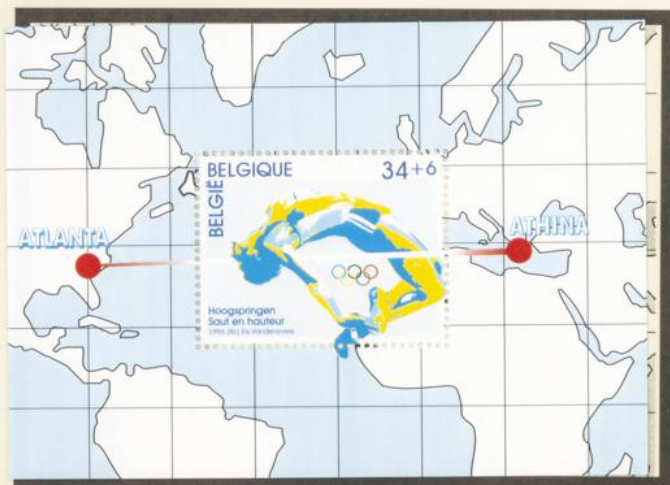 BELGIQUE 34+6
BELGIË
ATLANTA
ATHINA
Hoogspringen
Saut en hauteur